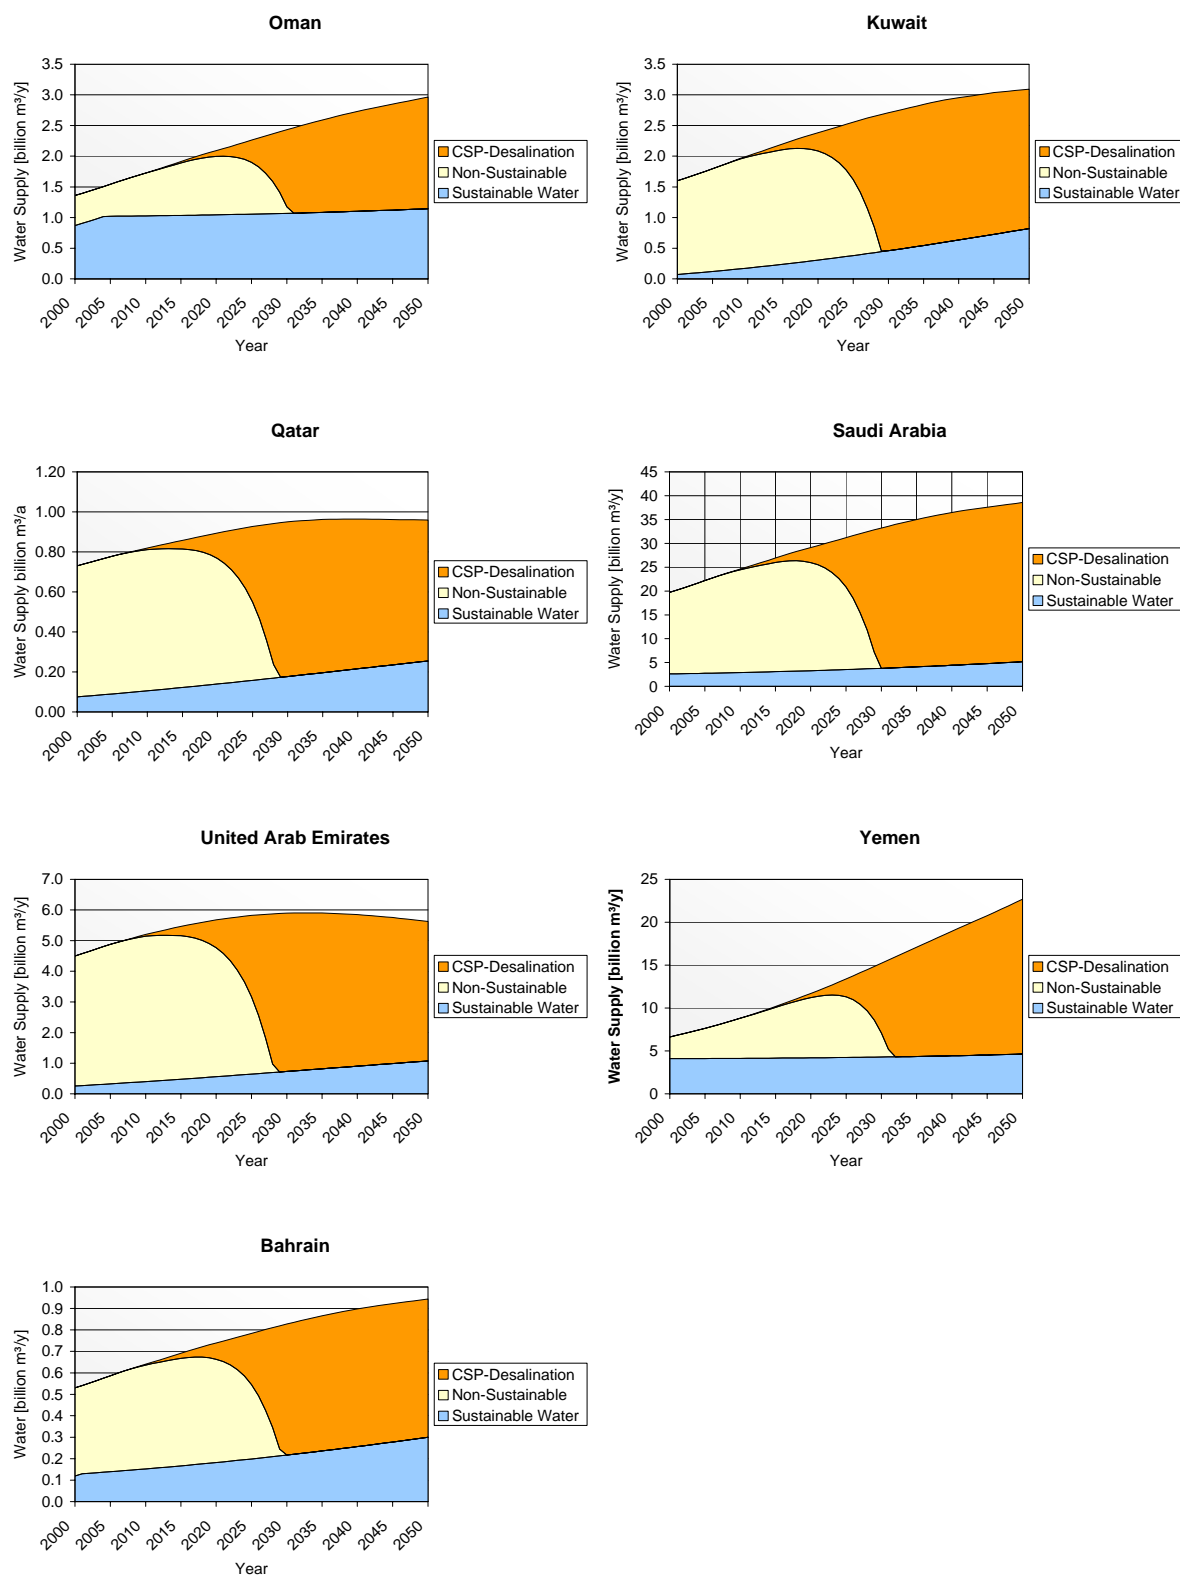 Oman
Water Supply [billion m³/y]
3.5
3.0
2.5
2.0
1.5
1.0
0.5
0.0
2000 2005 2010 2015 2020 2025 2030 2035 2040 2045 2050
Year
CSP-Desalination
Non-Sustainable
Sustainable Water
Kuwait
Water Supply [billion m³/y]
3.5
3.0
2.5
2.0
1.5
1.0
0.5
0.0
2000 2005 2010 2015 2020 2025 2030 2035 2040 2045 2050
Year
CSP-Desalination
Non-Sustainable
Sustainable Water
Qatar
Water Supply billion m³/a
1.20
1.00
0.80
0.60
0.40
0.20
0.00
2000 2005 2010 2015 2020 2025 2030 2035 2040 2045 2050
CSP-Desalination
Non-Sustainable
Sustainable Water
Saudi Arabia
Water Supply [billion m³/y]
45
40
35
30
25
20
15
10
5
0
2000 2005 2010 2015 2020 2025 2030 2035 2040 2045 2050
Year
CSP-Desalination
Non-Sustainable
Sustainable Water
United Arab Emirates
Water Supply [billion m³/y]
7.0
6.0
5.0
4.0
3.0
2.0
1.0
0.0
2000 2005 2010 2015 2020 2025 2030 2035 2040 2045 2050
Year
CSP-Desalination
Non-Sustainable
Sustainable Water
Yemen
Water Supply [billion m³/y]
25
20
15
10
5
0
2000 2005 2010 2015 2020 2025 2030 2035 2040 2045 2050
Year
CSP-Desalination
Non-Sustainable
Sustainable Water
Bahrain
Water [billion m³/y]
1.0
0.9
0.8
0.7
0.6
0.5
0.4
0.3
0.2
0.1
0.0
2000 2005 2010 2015 2020 2025 2030 2035 2040 2045 2050
Year
CSP-Desalination
Non-Sustainable
Sustainable Water